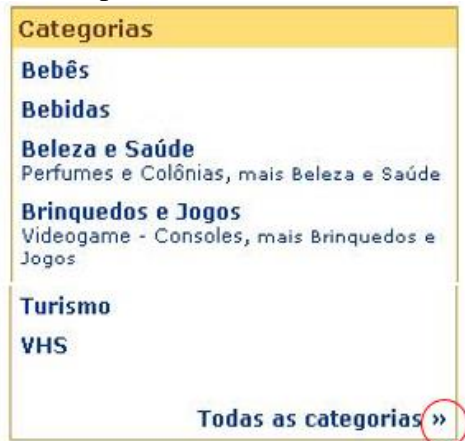 Categorias
Bebês
Bebidas
Beleza e Saúde
Perfumes e Colônias, mais Beleza e Saúde
Brinquedos e Jogos
Videogame - Consoles, mais Brinquedos e
Jogos
Turismo
VHS
Todas as categorias »